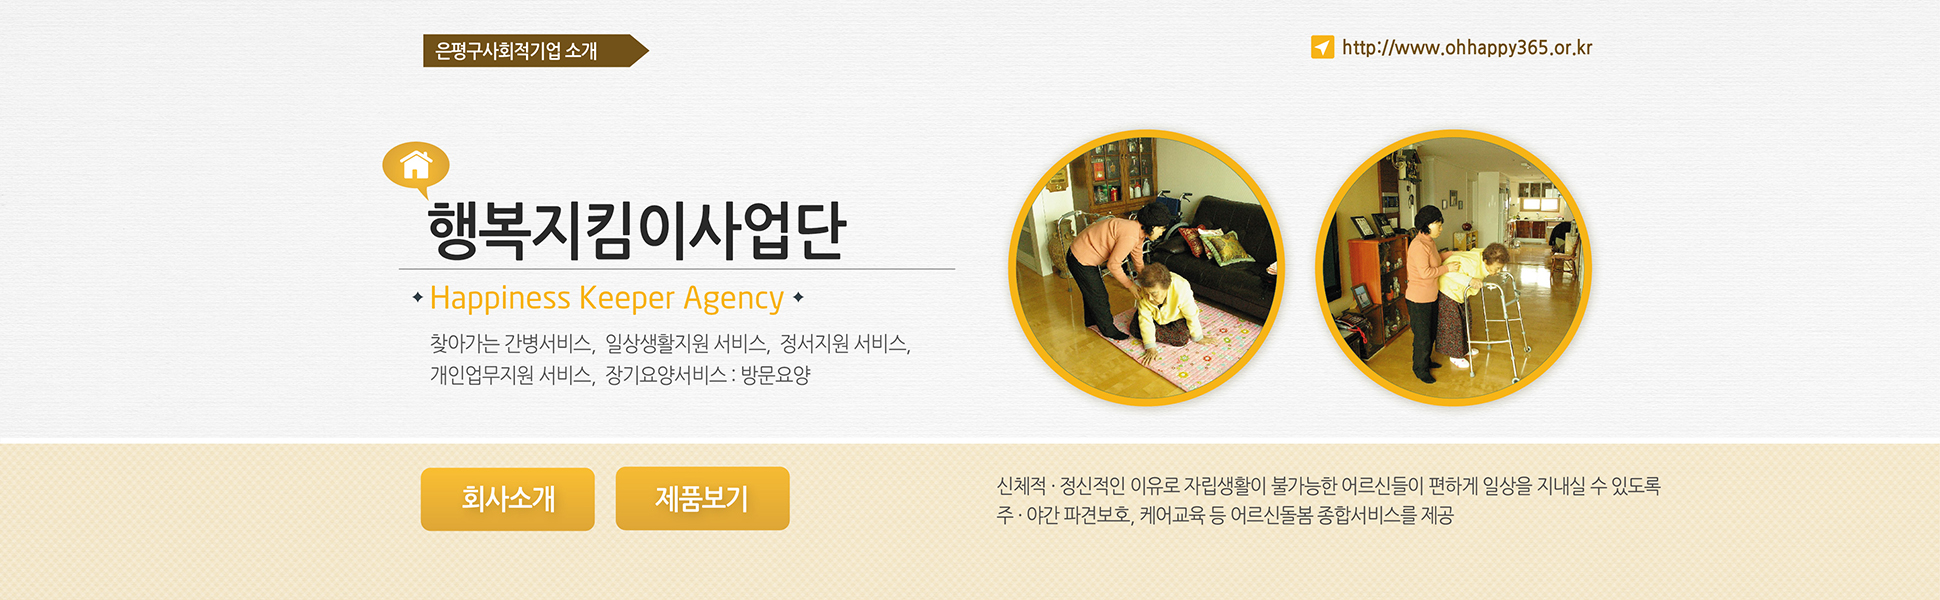 은평구사회적기업 소개
http://www.ohhappy365.or.kr
행복지킴이사업단
Happiness Keeper Agency
찾아가는 간병서비스, 일상생활지원 서비스, 정서지원 서비스,
개인업무지원 서비스, 장기요양서비스 : 방문요양
회사소개
제품보기
신체적 · 정신적인 이유로 자립생활이 불가능한 어르신들이 편하게 일상을 지내실 수 있도록
주 · 야간 파견보호, 케어교육 등 어르신돌봄 종합서비스를 제공